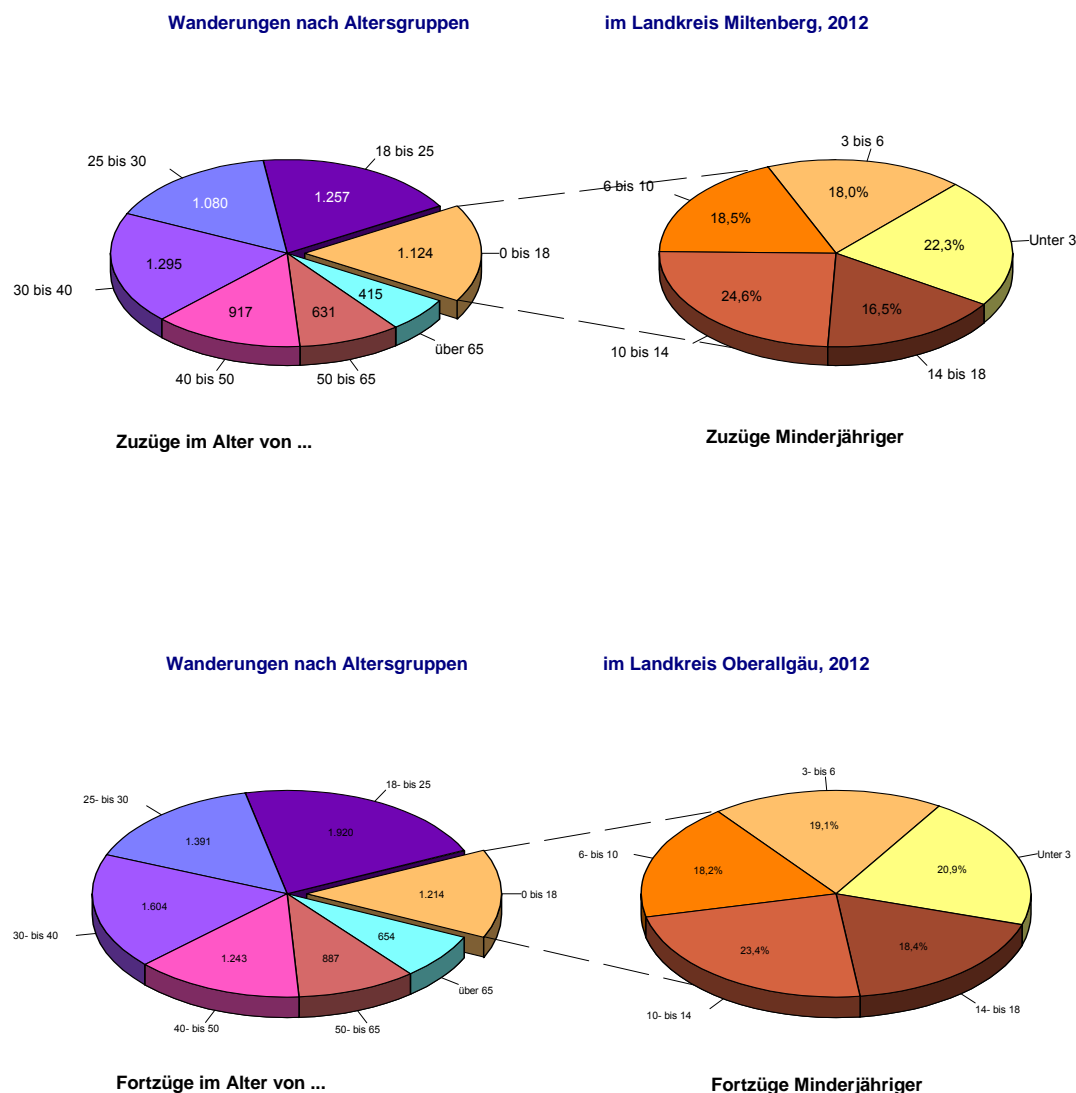 Wanderungen nach Altersgruppen im Landkreis Miltenberg, 2012
18 bis 25
25 bis 30
1.257
1.080
1.124
0 bis 18
1.295
415
30 bis 40
917
631
über 65
40 bis 50
50 bis 65
Zuzüge im Alter von ...
3 bis 6
6 bis 10
18,0%
18,5%
22,3%
Unter 3
24,6%
16,5%
10 bis 14
14 bis 18
Zuzüge Minderjähriger
Wanderungen nach Altersgruppen im Landkreis Oberallgäu, 2012
18- bis 25
25- bis 30
1.920
1.391
1.214
0 bis 18
1.604
654
30- bis 40
1.243
887
über 65
40- bis 50
50- bis 65
Fortzüge im Alter von ...
3- bis 6
19,1%
6- bis 10
Unter 3
18,2%
20,9%
23,4%
18,4%
10- bis 14
14- bis 18
Fortzüge Minderjähriger